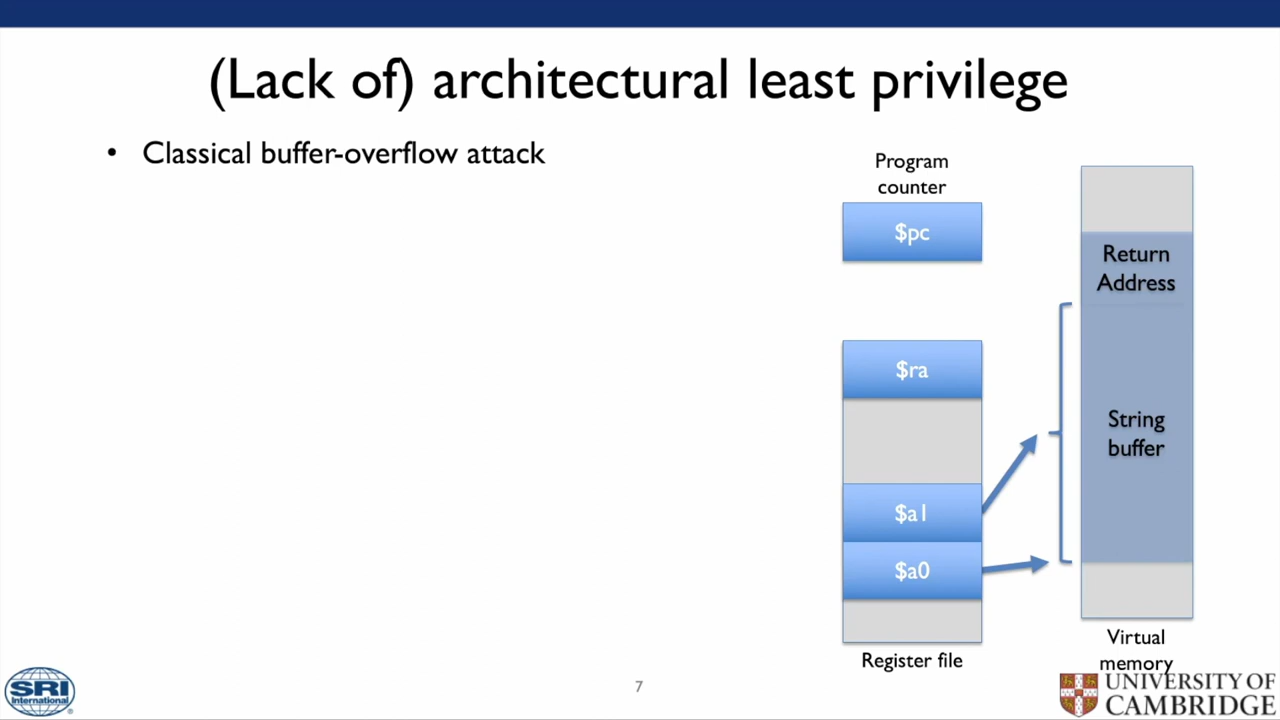 (Lack of) architectural least privilege
• Classical buffer-overflow attack
Program
counter
$pc
$ra
$a1
$a0
Register file
Return
Address
String
buffer
Virtual
memory
7
SRI
International®
UNIVERSITY OF
CAMBRIDGE